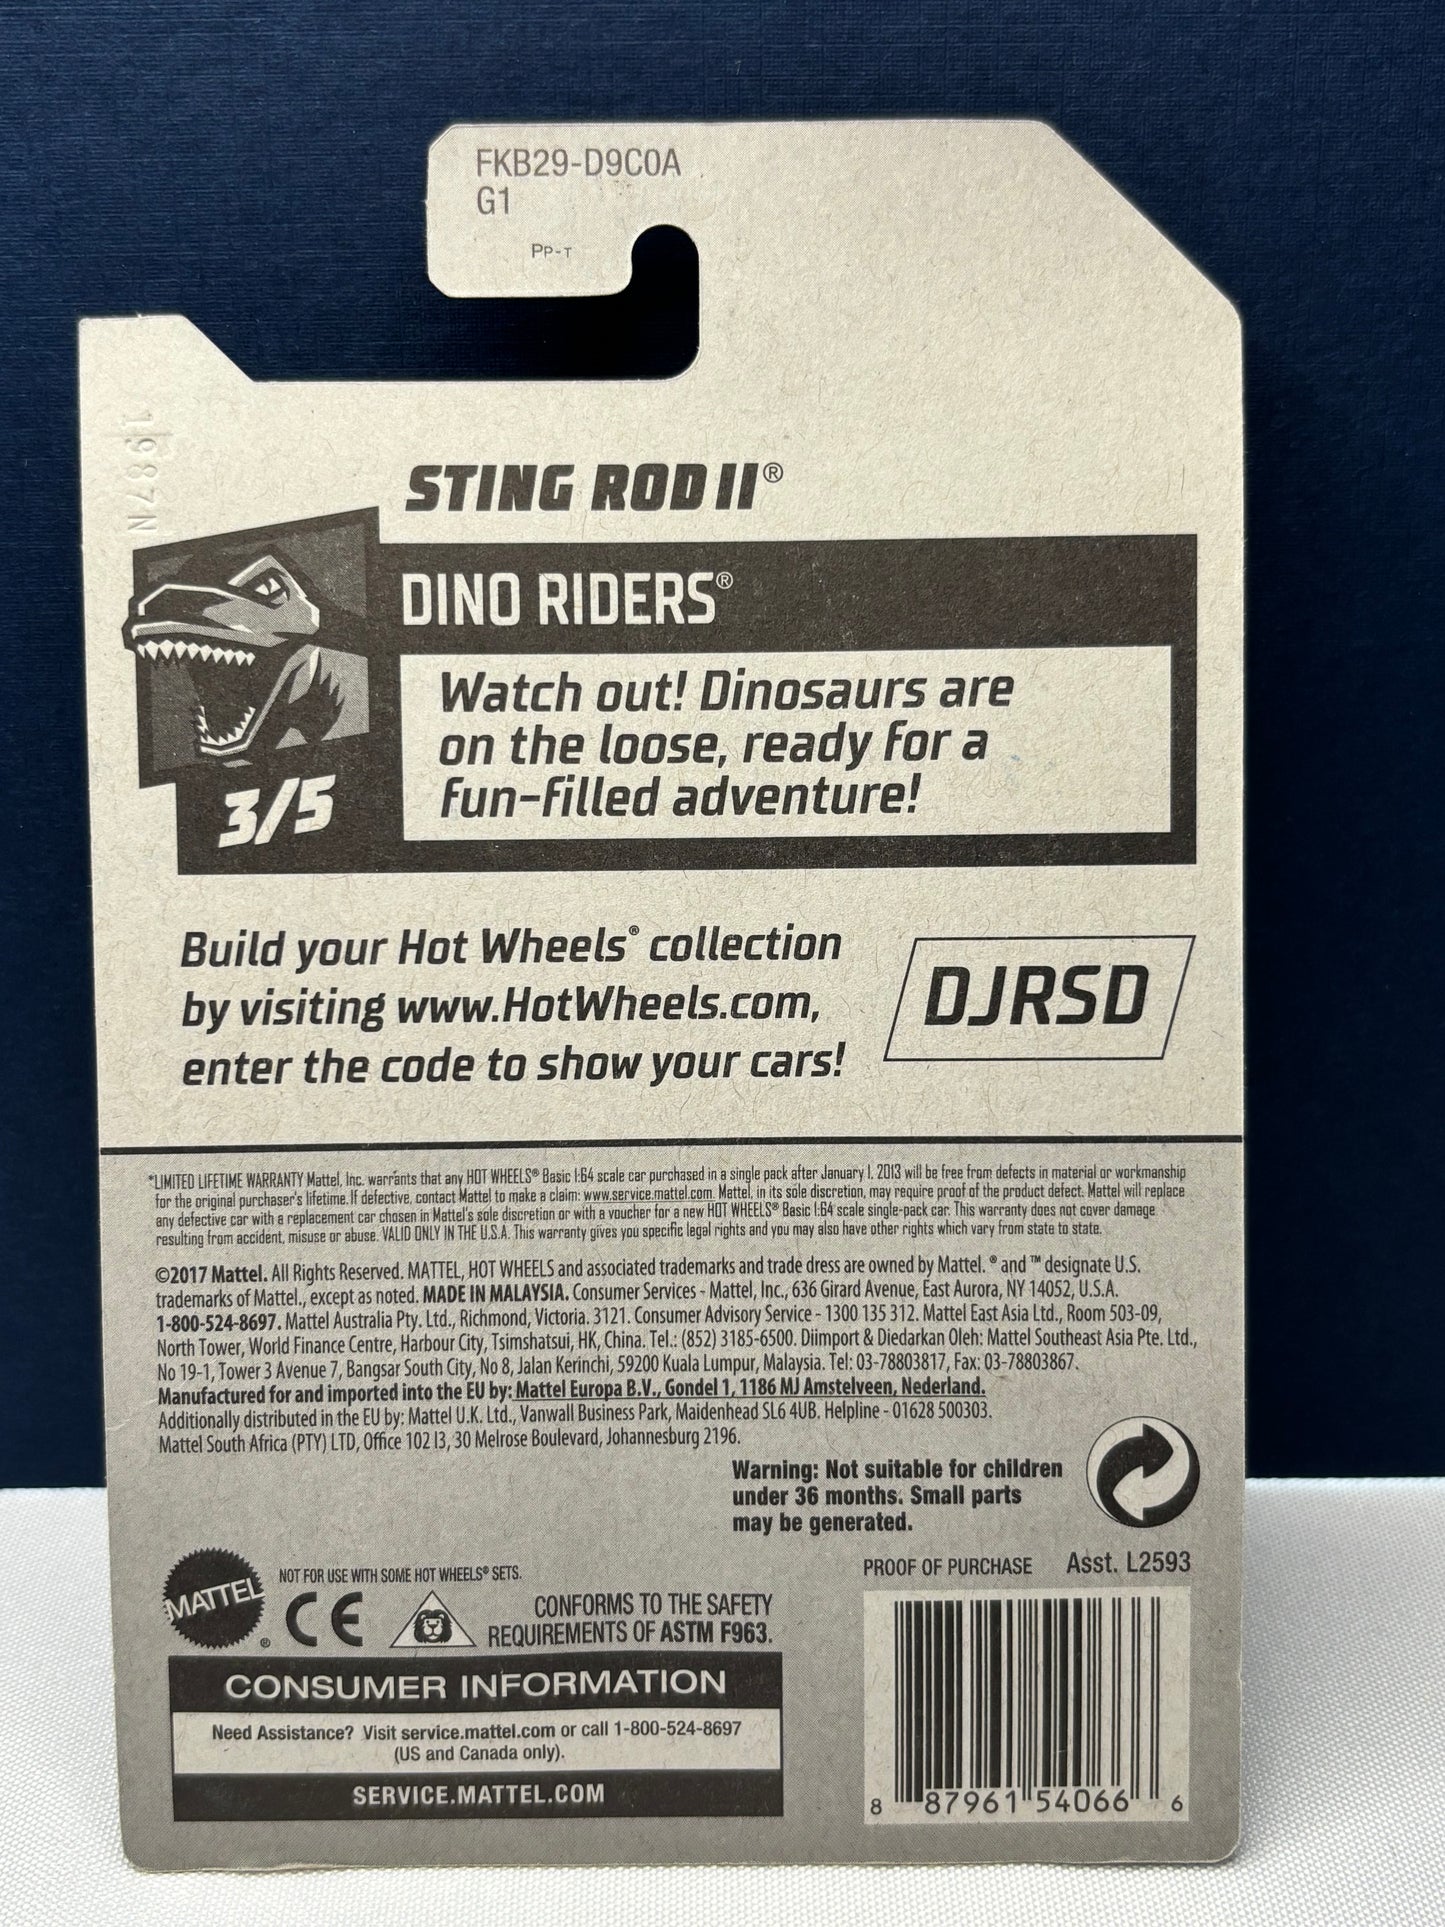 FKB29-D9C0A
G1
PP-T
1987N
STING ROD II®
DINO RIDERS®
Watch out! Dinosaurs are
on the loose, ready for a
fun-filled adventure!
3/5
Build your Hot Wheels® collection
by visiting www.HotWheels.com,
enter the code to show your cars!
DJRSD
*LIMITED LIFETIME WARRANTY Mattel, Inc. warrants that any HOT WHEELS® Basic 1:64 scale car purchased in a single pack after January 1, 2013 will be free from defects in material or workmanship
for the original purchaser's lifetime. If defective, contact Mattel to make a claim: www.service.mattel.com. Mattel, in its sole discretion, may require proof of the product defect. Mattel will replace
any defective car with a replacement car chosen in Mattel's sole discretion or with a voucher for a new HOT WHEELS® Basic 1:64 scale single-pack car. This warranty does not cover damage
resulting from accident, misuse or abuse. VALID ONLY IN THE U.S.A. This warranty gives you specific legal rights and you may also have other rights which vary from state to state.
©2017 Mattel. All Rights Reserved. MATTEL, HOT WHEELS and associated trademarks and trade dress are owned by Mattel. ® and ™ designate U.S.
trademarks of Mattel., except as noted. MADE IN MALAYSIA. Consumer Services - Mattel, Inc., 636 Girard Avenue, East Aurora, NY 14052, U.S.A.
1-800-524-8697. Mattel Australia Pty. Ltd., Richmond, Victoria. 3121. Consumer Advisory Service - 1300 135 312. Mattel East Asia Ltd., Room 503-09,
North Tower, World Finance Centre, Harbour City, Tsimshatsui, HK, China. Tel.: (852) 3185-6500. Diimport & Diedarkan Oleh: Mattel Southeast Asia Pte. Ltd.,
No 19-1, Tower 3 Avenue 7, Bangsar South City, No 8, Jalan Kerinchi, 59200 Kuala Lumpur, Malaysia. Tel: 03-78803817, Fax: 03-78803867.
Manufactured for and imported into the EU by: Mattel Europa B.V., Gondel 1, 1186 MJ Amstelveen, Nederland.
Additionally distributed in the EU by: Mattel U.K. Ltd., Vanwall Business Park, Maidenhead SL6 4UB. Helpline - 01628 500303.
Mattel South Africa (PTY) LTD, Office 102 I3, 30 Melrose Boulevard, Johannesburg 2196.
Warning: Not suitable for children
under 36 months. Small parts
may be generated.
MATTEL®
NOT FOR USE WITH SOME HOT WHEELS® SETS.
CE
CONFORMS TO THE SAFETY
REQUIREMENTS OF ASTM F963.
PROOF OF PURCHASE Asst. L2593
CONSUMER INFORMATION
Need Assistance? Visit service.mattel.com or call 1-800-524-8697
(US and Canada only).
SERVICE.MATTEL.COM
8 87961 54066 6